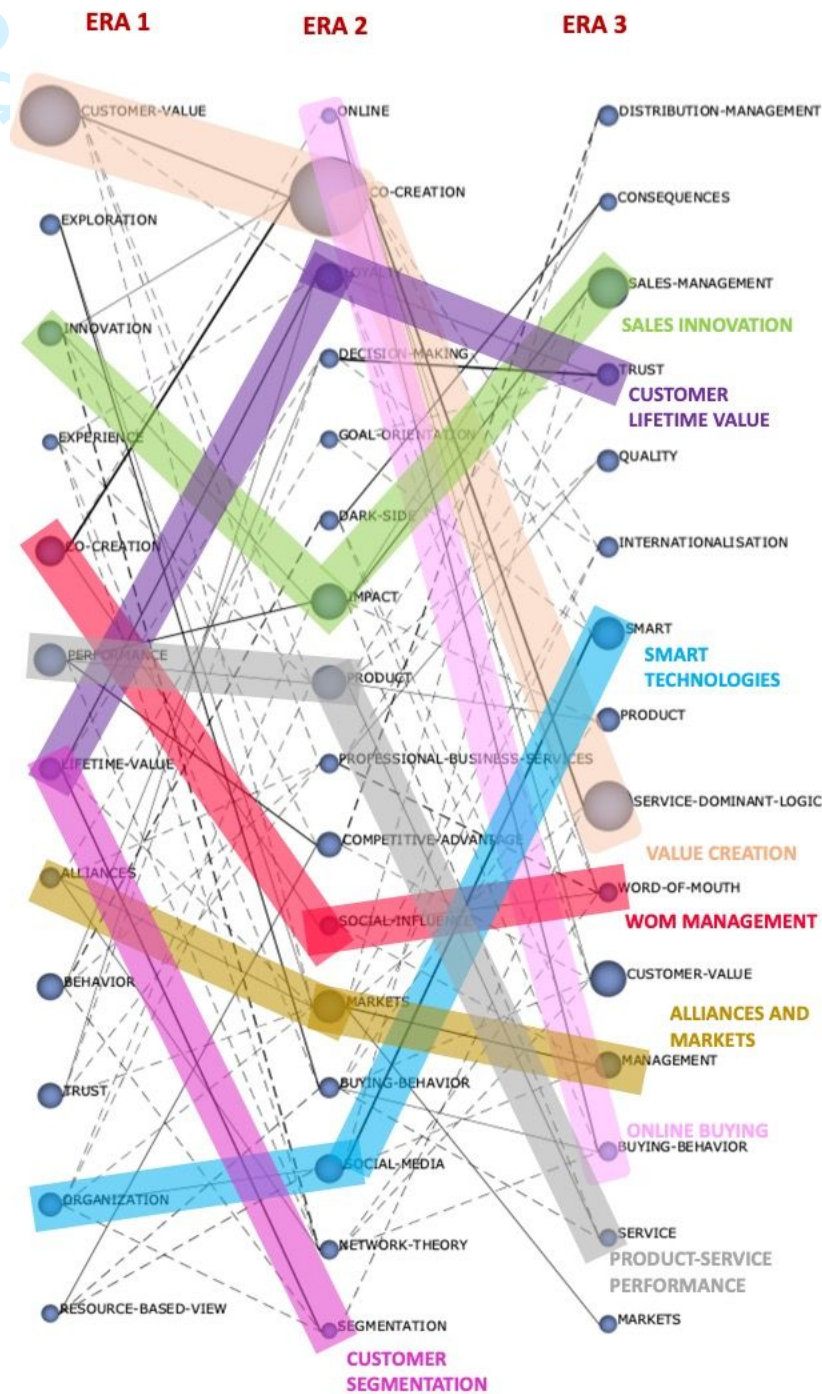 ERA 1
ERA 2
ERA 3
CUSTOMER-VALUE
EXPLORATION
INNOVATION
EXPERIENCE
CO-CREATION
PERFORMANCE
LIFETIME-VALUE
ALLIANCES
BEHAVIOR
TRUST
ORGANIZATION
RESOURCE-BASED-VIEW
ONLINE
CO-CREATION
LOYALTY
DECISION-MAKING
GOAL-ORIENTATION
DARK-SIDE
IMPACT
PRODUCT
PROFESSIONAL-BUSINESS-SERVICES
COMPETITIVE-ADVANTAGE
SOCIAL-INFLUENCE
MARKETS
BUYING-BEHAVIOR
SOCIAL-MEDIA
NETWORK-THEORY
SEGMENTATION
CUSTOMER
SEGMENTATION
DISTRIBUTION-MANAGEMENT
CONSEQUENCES
SALES-MANAGEMENT
SALES INNOVATION
TRUST
CUSTOMER
LIFETIME VALUE
QUALITY
INTERNATIONALISATION
SMART
SMART
TECHNOLOGIES
PRODUCT
SERVICE-DOMINANT-LOGIC
VALUE CREATION
WORD-OF-MOUTH
WOM MANAGEMENT
CUSTOMER-VALUE
ALLIANCES AND
MARKETS
MANAGEMENT
ONLINE BUYING
BUYING-BEHAVIOR
SERVICE
PRODUCT-SERVICE
PERFORMANCE
MARKETS